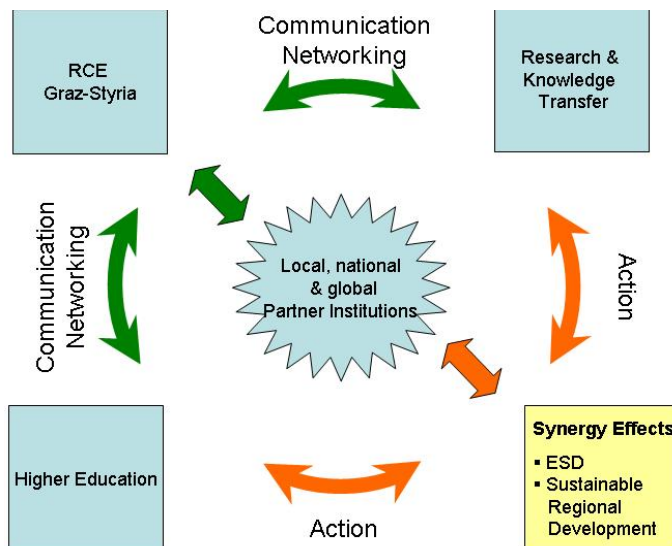 Communication
Networking
RCE
Graz-Styria
Research &
Knowledge
Transfer
Communication
Networking
Local, national
& global
Partner Institutions
Action
Higher Education
Action
Synergy Effects
▪ ESD
▪ Sustainable
Regional
Development